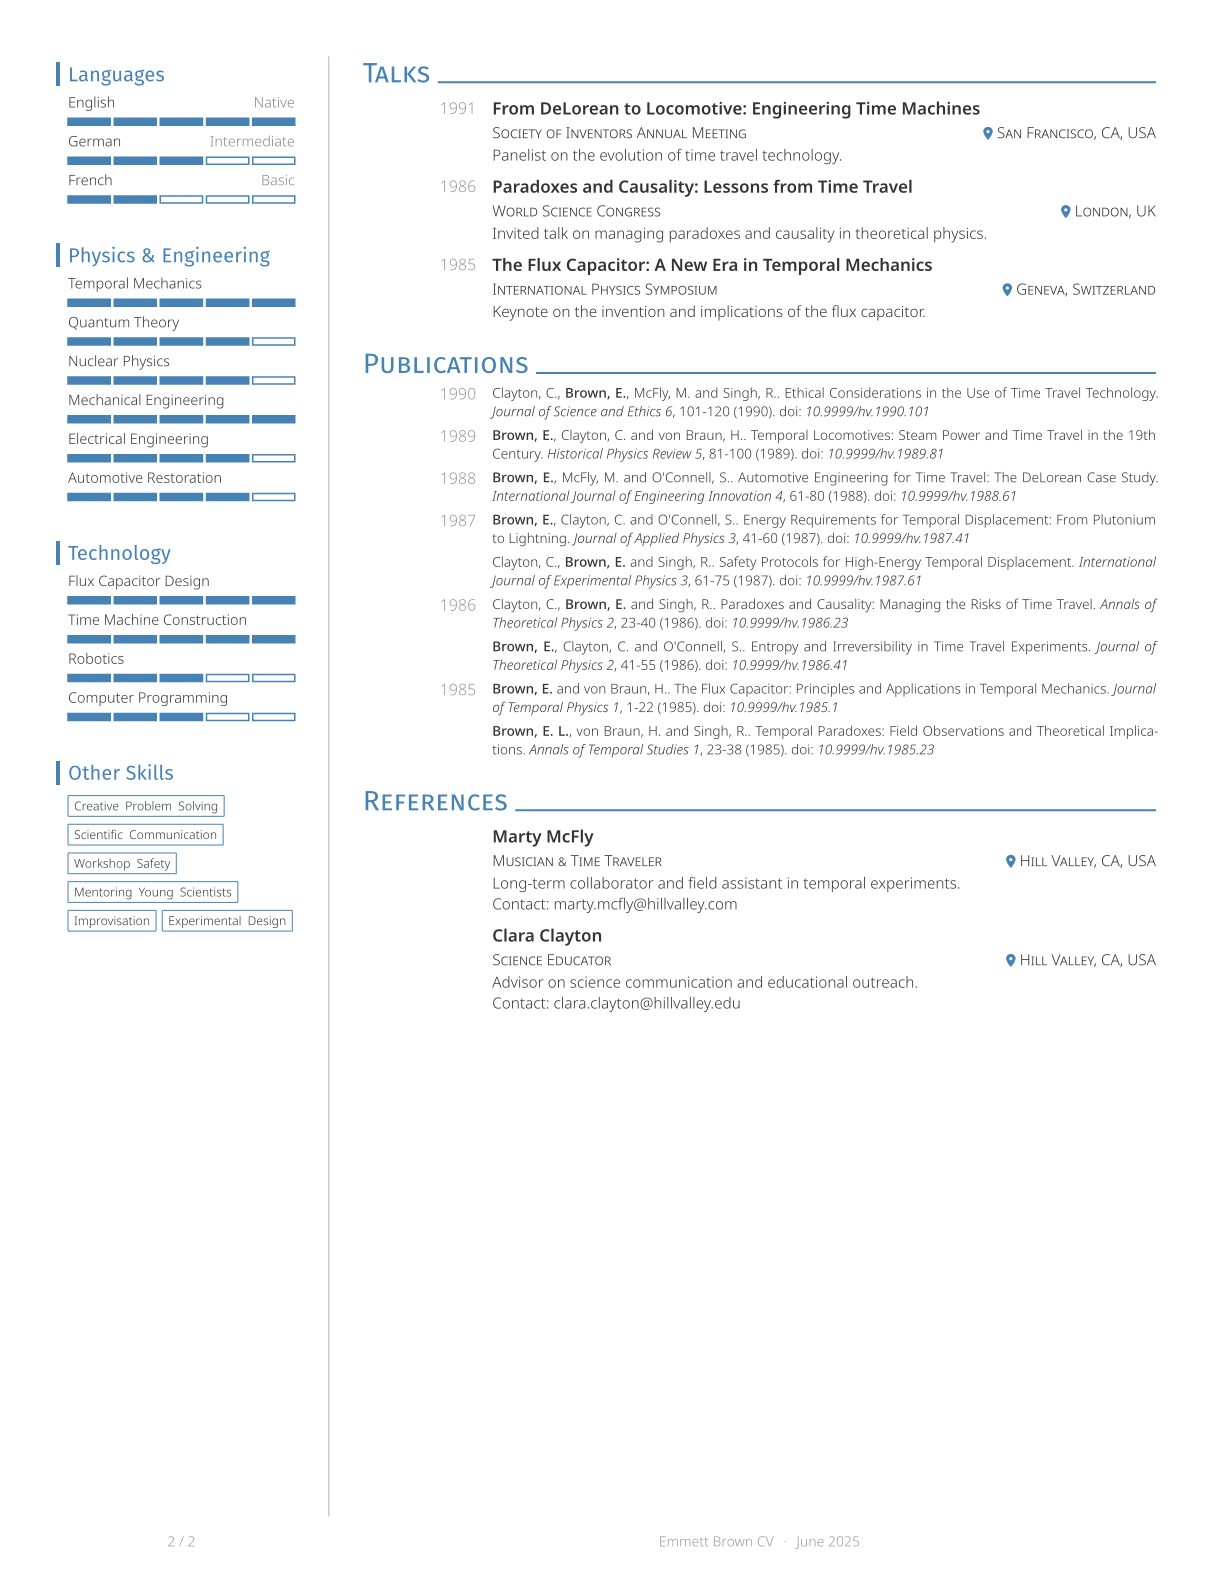 Languages
English Native
German Intermediate
French Basic
Physics & Engineering
Temporal Mechanics
Quantum Theory
Nuclear Physics
Mechanical Engineering
Electrical Engineering
Automotive Restoration
Technology
Flux Capacitor Design
Time Machine Construction
Robotics
Computer Programming
Other Skills
Creative Problem Solving
Scientific Communication
Workshop Safety
Mentoring Young Scientists
Improvisation Experimental Design
Talks
1991 From DeLorean to Locomotive: Engineering Time Machines
Society of Inventors Annual Meeting San Francisco, CA, USA
Panelist on the evolution of time travel technology.
1986 Paradoxes and Causality: Lessons from Time Travel
World Science Congress London, UK
Invited talk on managing paradoxes and causality in theoretical physics.
1985 The Flux Capacitor: A New Era in Temporal Mechanics
International Physics Symposium Geneva, Switzerland
Keynote on the invention and implications of the flux capacitor.
Publications
1990 Clayton, C., Brown, E., McFly, M. and Singh, R.. Ethical Considerations in the Use of Time Travel Technology.
Journal of Science and Ethics 6, 101-120 (1990). doi: 10.9999/hv.1990.101
1989 Brown, E., Clayton, C. and von Braun, H.. Temporal Locomotives: Steam Power and Time Travel in the 19th
Century. Historical Physics Review 5, 81-100 (1989). doi: 10.9999/hv.1989.81
1988 Brown, E., McFly, M. and O'Connell, S.. Automotive Engineering for Time Travel: The DeLorean Case Study.
International Journal of Engineering Innovation 4, 61-80 (1988). doi: 10.9999/hv.1988.61
1987 Brown, E., Clayton, C. and O'Connell, S.. Energy Requirements for Temporal Displacement: From Plutonium
to Lightning. Journal of Applied Physics 3, 41-60 (1987). doi: 10.9999/hv.1987.41
Clayton, C., Brown, E. and Singh, R.. Safety Protocols for High-Energy Temporal Displacement. International
Journal of Experimental Physics 3, 61-75 (1987). doi: 10.9999/hv.1987.61
1986 Clayton, C., Brown, E. and Singh, R.. Paradoxes and Causality: Managing the Risks of Time Travel. Annals of
Theoretical Physics 2, 23-40 (1986). doi: 10.9999/hv.1986.23
Brown, E., Clayton, C. and O'Connell, S.. Entropy and Irreversibility in Time Travel Experiments. Journal of
Theoretical Physics 2, 41-55 (1986). doi: 10.9999/hv.1986.41
1985 Brown, E. and von Braun, H.. The Flux Capacitor: Principles and Applications in Temporal Mechanics. Journal
of Temporal Physics 1, 1-22 (1985). doi: 10.9999/hv.1985.1
Brown, E. L., von Braun, H. and Singh, R.. Temporal Paradoxes: Field Observations and Theoretical Implica-
tions. Annals of Temporal Studies 1, 23-38 (1985). doi: 10.9999/hv.1985.23
References
Marty McFly
Musician & Time Traveler Hill Valley, CA, USA
Long-term collaborator and field assistant in temporal experiments.
Contact: marty.mcfly@hillvalley.com
Clara Clayton
Science Educator Hill Valley, CA, USA
Advisor on science communication and educational outreach.
Contact: clara.clayton@hillvalley.edu
2 / 2
Emmett Brown CV · June 2025